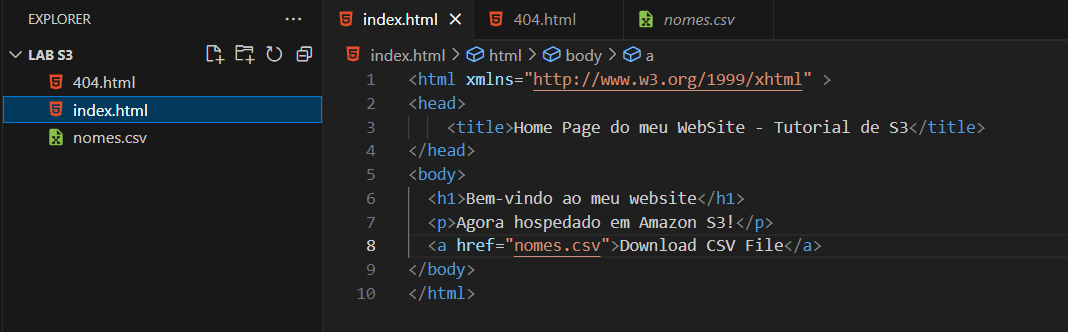 EXPLORER ...
LAB S3
404.html
index.html
nomes.csv
index.html 404.html nomes.csv
index.html > html > body > a
1 <html xmlns="http://www.w3.org/1999/xhtml" >
2 <head>
3 <title>Home Page do meu WebSite - Tutorial de S3</title>
4 </head>
5 <body>
6 <h1>Bem-vindo ao meu website</h1>
7 <p>Agora hospedado em Amazon S3!</p>
8 <a href="nomes.csv">Download CSV File</a>
9 </body>
10 </html>